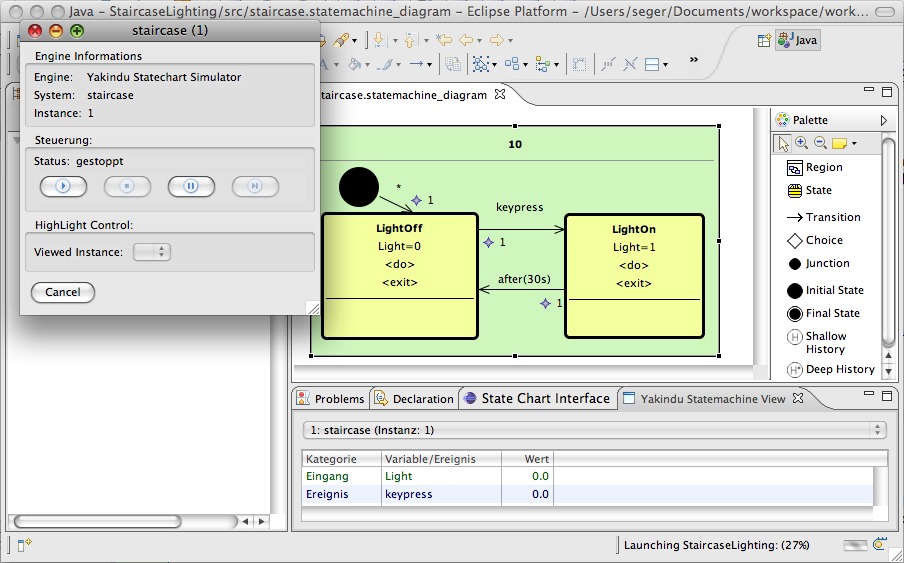 Java – StaircaseLighting/src/staircase.statemachine_diagram – Eclipse Platform – /Users/seger/Documents/workspace/work...
staircase (1)
Engine Informations
Engine: Yakindu Statechart Simulator
System: staircase
Instance: 1
Steuerung:
Status: gestoppt
HighLight Control:
Viewed Instance:
Cancel
Java
taircase.statemachine_diagram
10
*
1
keypress
1
LightOff
Light=0
<do>
<exit>
after(30s)
1
LightOn
Light=1
<do>
<exit>
Palette
Region
State
Transition
Choice
Junction
Initial State
Final State
H Shallow
History
H* Deep History
Problems
Declaration
State Chart Interface
Yakindu Statemachine View
1: staircase (Instanz: 1)
Kategorie Variable/Ereignis Wert
Eingang Light 0.0
Ereignis keypress 0.0
Launching StaircaseLighting: (27%)